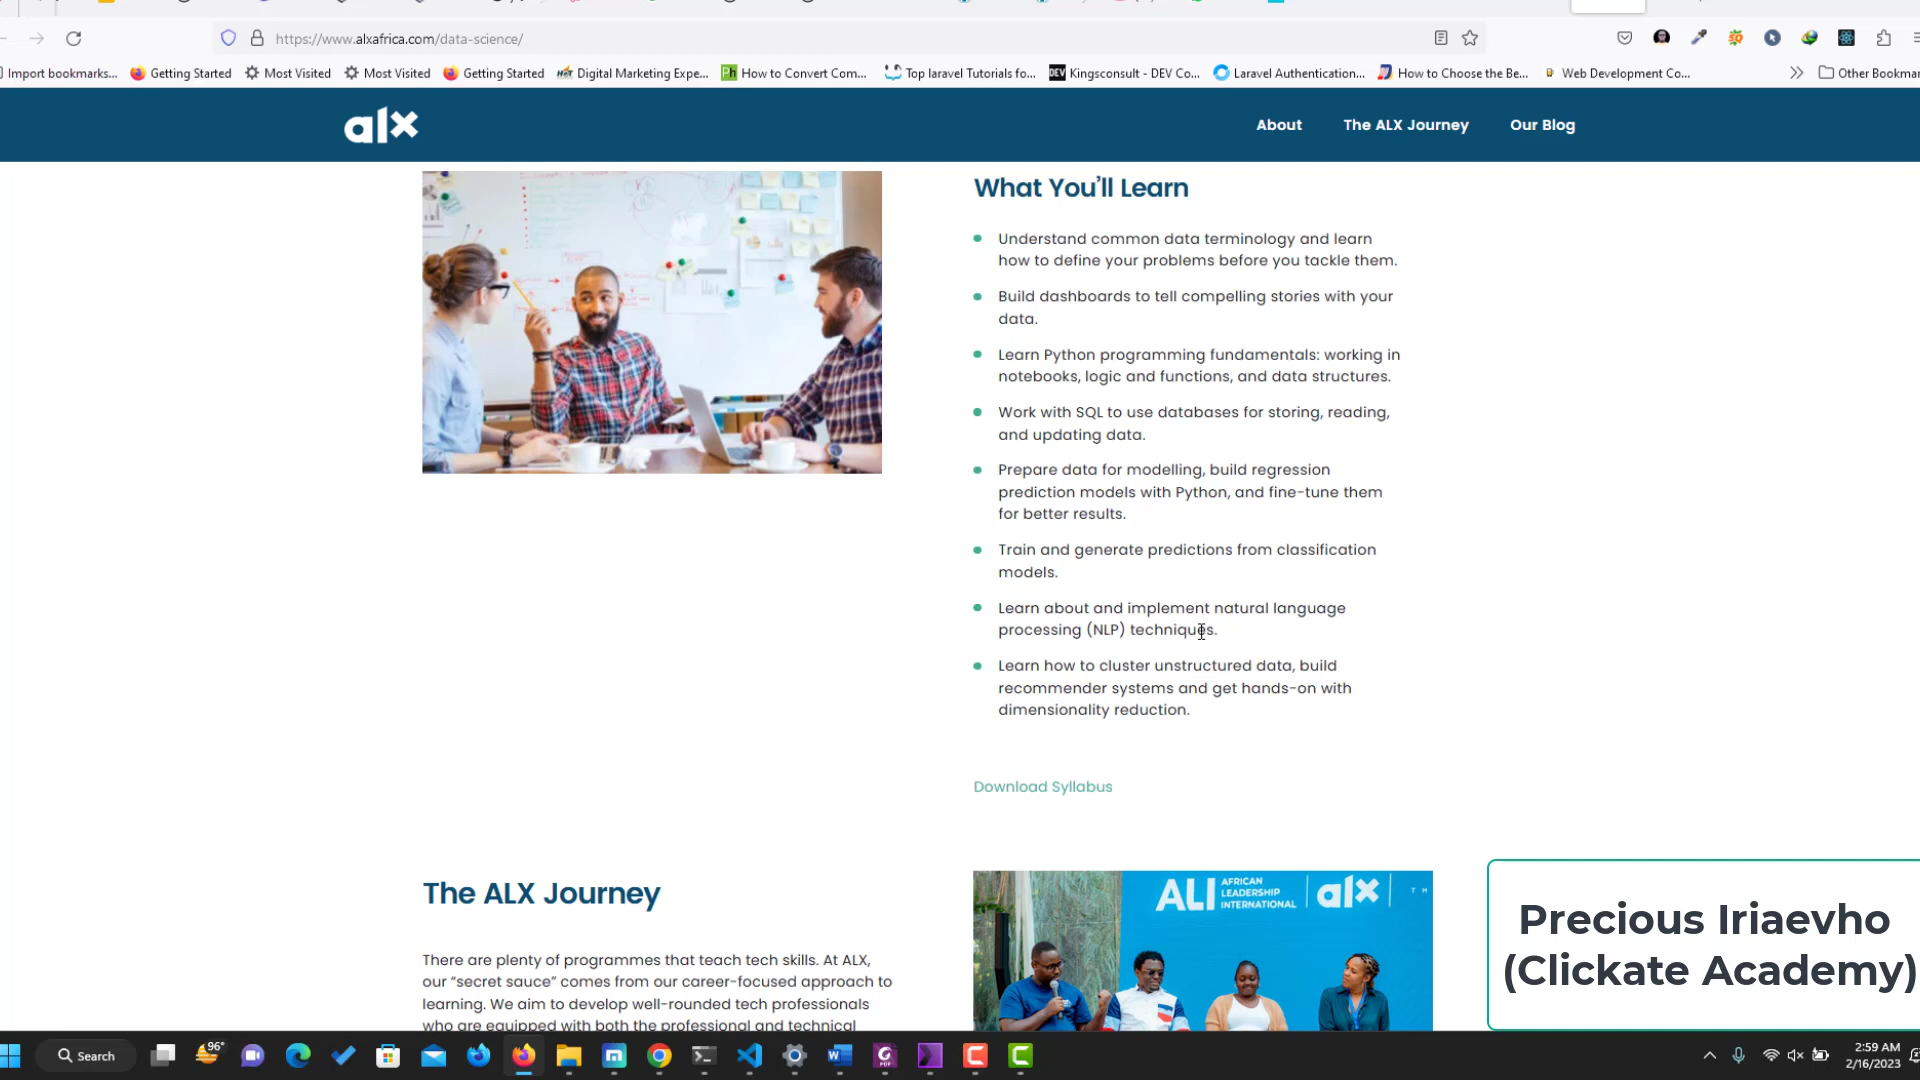 https://www.alxafrica.com/data-science/
Import bookmarks...
Getting Started
Most Visited
Most Visited
Getting Started
Digital Marketing Expe...
How to Convert Com...
Top laravel Tutorials fo...
Kingsconsult - DEV Co...
Laravel Authentication...
How to Choose the Be...
Web Development Co...
Other Bookmar
alx
About
The ALX Journey
Our Blog
What You’ll Learn
Understand common data terminology and learn
how to define your problems before you tackle them.
Build dashboards to tell compelling stories with your
data.
Learn Python programming fundamentals: working in
notebooks, logic and functions, and data structures.
Work with SQL to use databases for storing, reading,
and updating data.
Prepare data for modelling, build regression
prediction models with Python, and fine-tune them
for better results.
Train and generate predictions from classification
models.
Learn about and implement natural language
processing (NLP) techniques.
Learn how to cluster unstructured data, build
recommender systems and get hands-on with
dimensionality reduction.
Download Syllabus
The ALX Journey
There are plenty of programmes that teach tech skills. At ALX,
our “secret sauce” comes from our career-focused approach to
learning. We aim to develop well-rounded tech professionals
who are equipped with both the professional and technical
ALI AFRICAN
LEADERSHIP
INTERNATIONAL
alx
T H
Precious Iriaevho
(Clickate Academy)
96°
Search
2:59 AM
2/16/2023